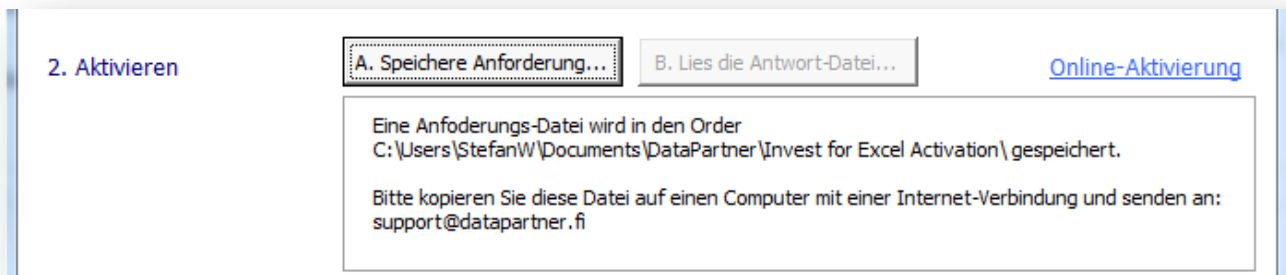 2. Aktivieren
A. Speichere Anforderung...
B. Lies die Antwort-Datei...
Online-Aktivierung
Eine Anfoderungs-Datei wird in den Order
C:\Users\StefanW\Documents\DataPartner\Invest for Excel Activation\ gespeichert.
Bitte kopieren Sie diese Datei auf einen Computer mit einer Internet-Verbindung und senden an:
support@datapartner.fi